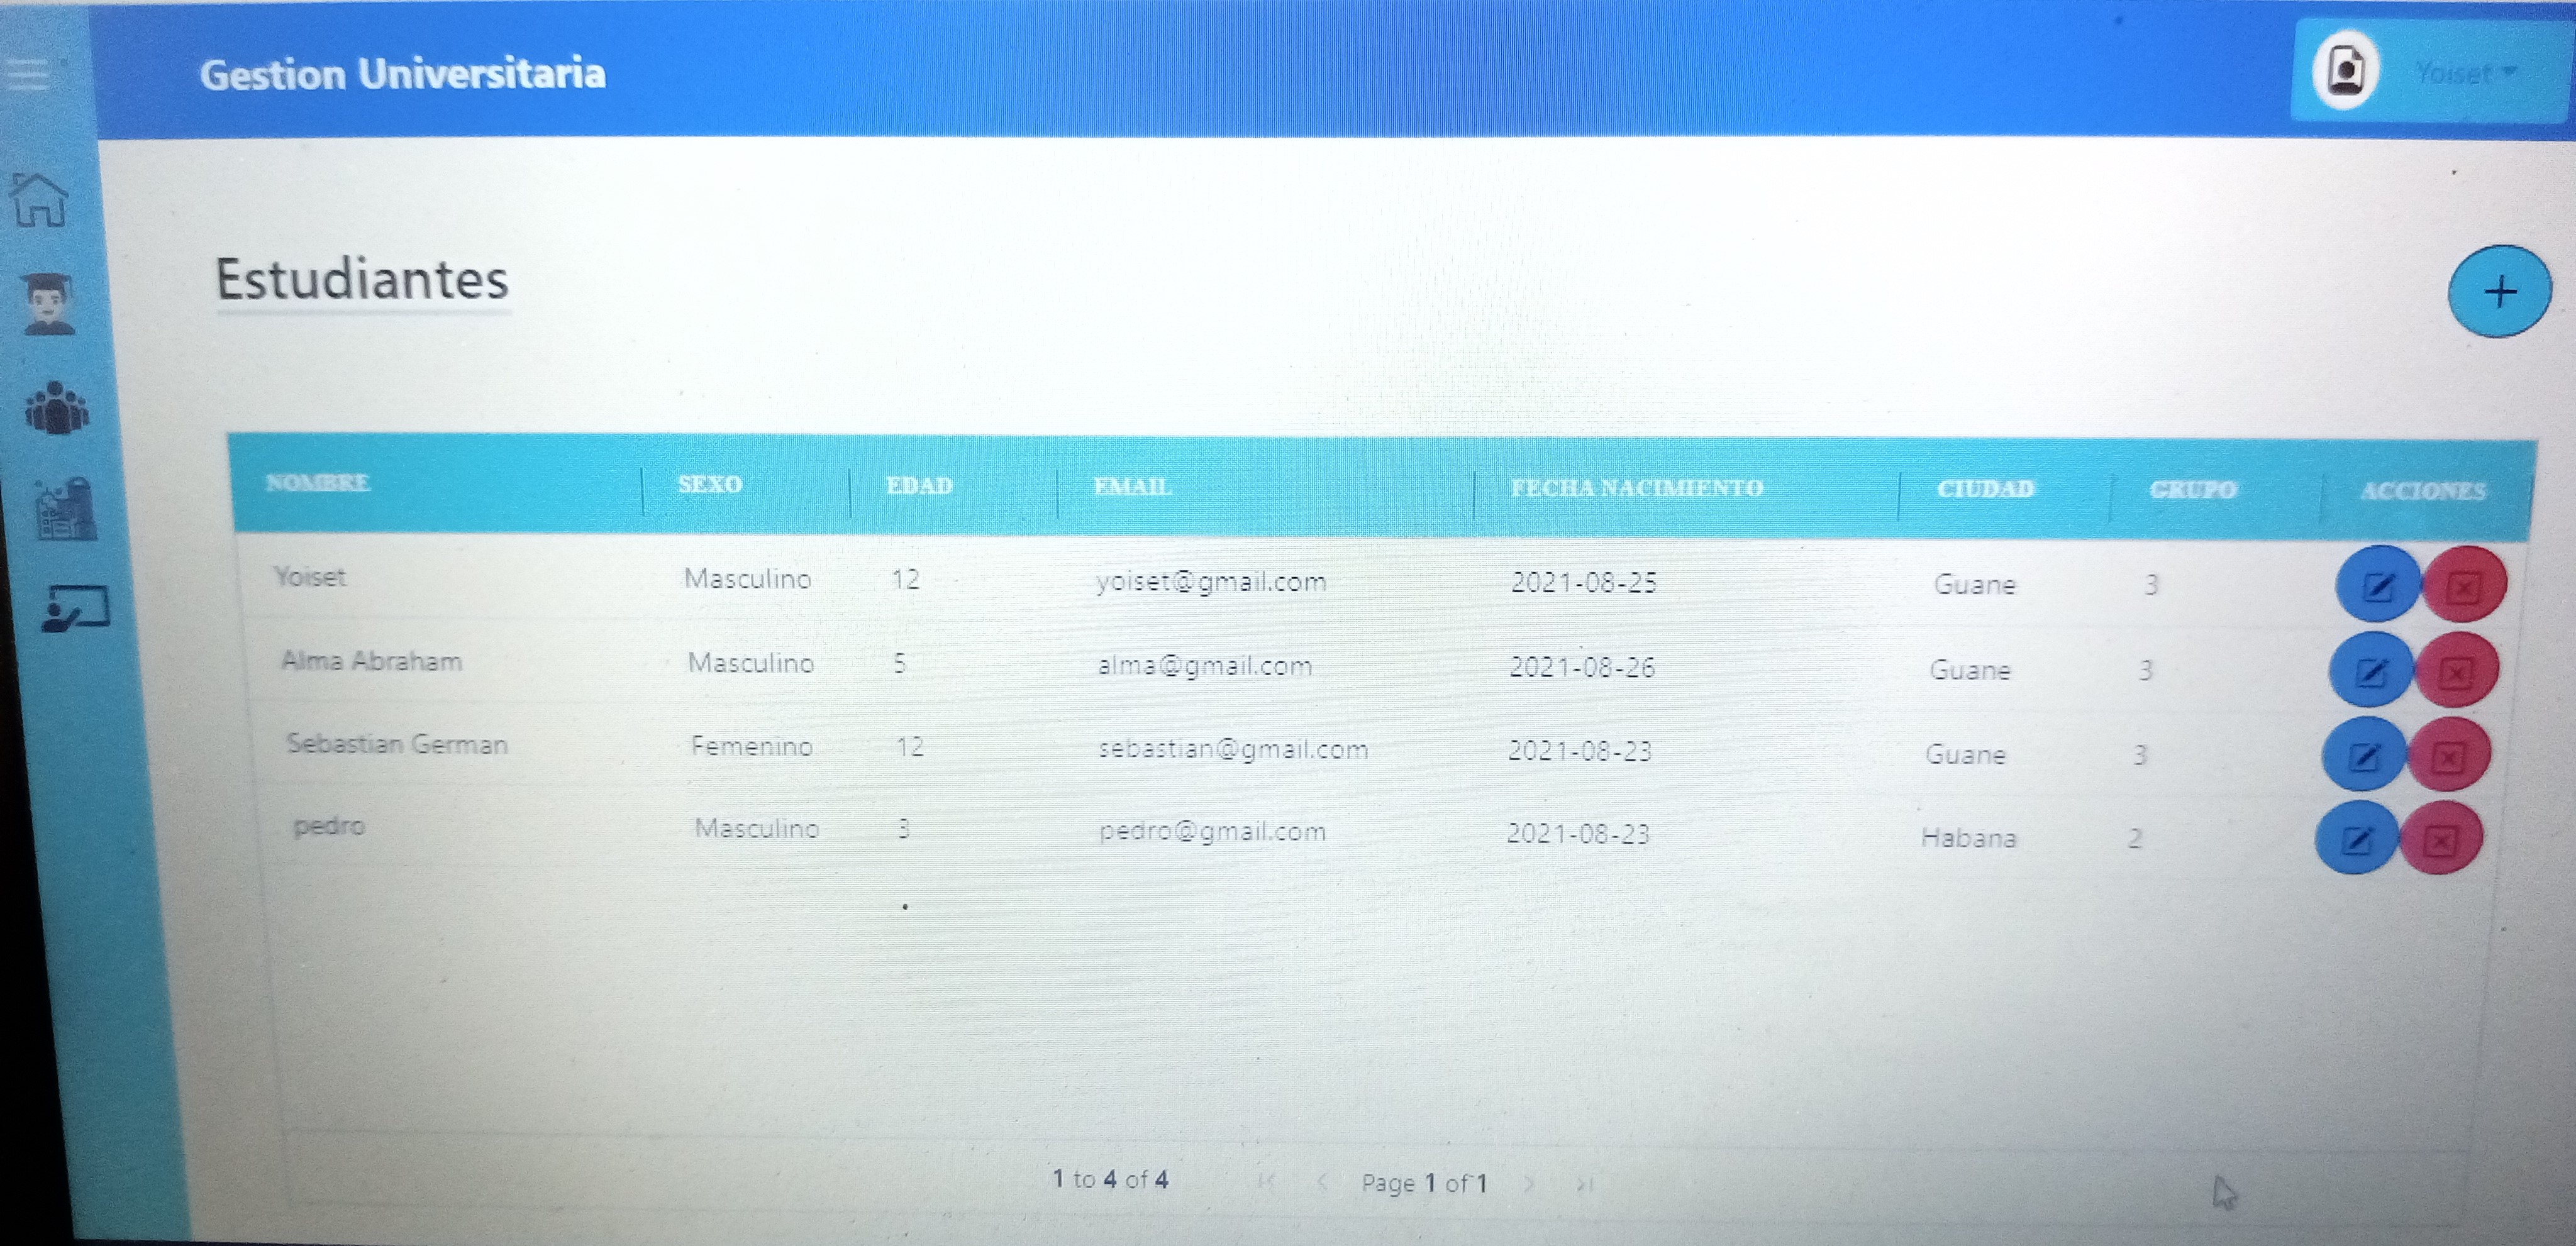 Gestion Universitaria
Yoiset
Estudiantes
NOMBRE SEXO EDAD EMAIL FECHA NACIMIENTO CIUDAD GRUPO ACCIONES
Yoiset Masculino 12 yoiset@gmail.com 2021-08-25 Guane 3
Alma Abraham Masculino 5 alma@gmail.com 2021-08-26 Guane 3
Sebastian German Femenino 12 sebastian@gmail.com 2021-08-23 Guane 3
pedro Masculino 3 pedro@gmail.com 2021-08-23 Habana 2
1 to 4 of 4 Page 1 of 1